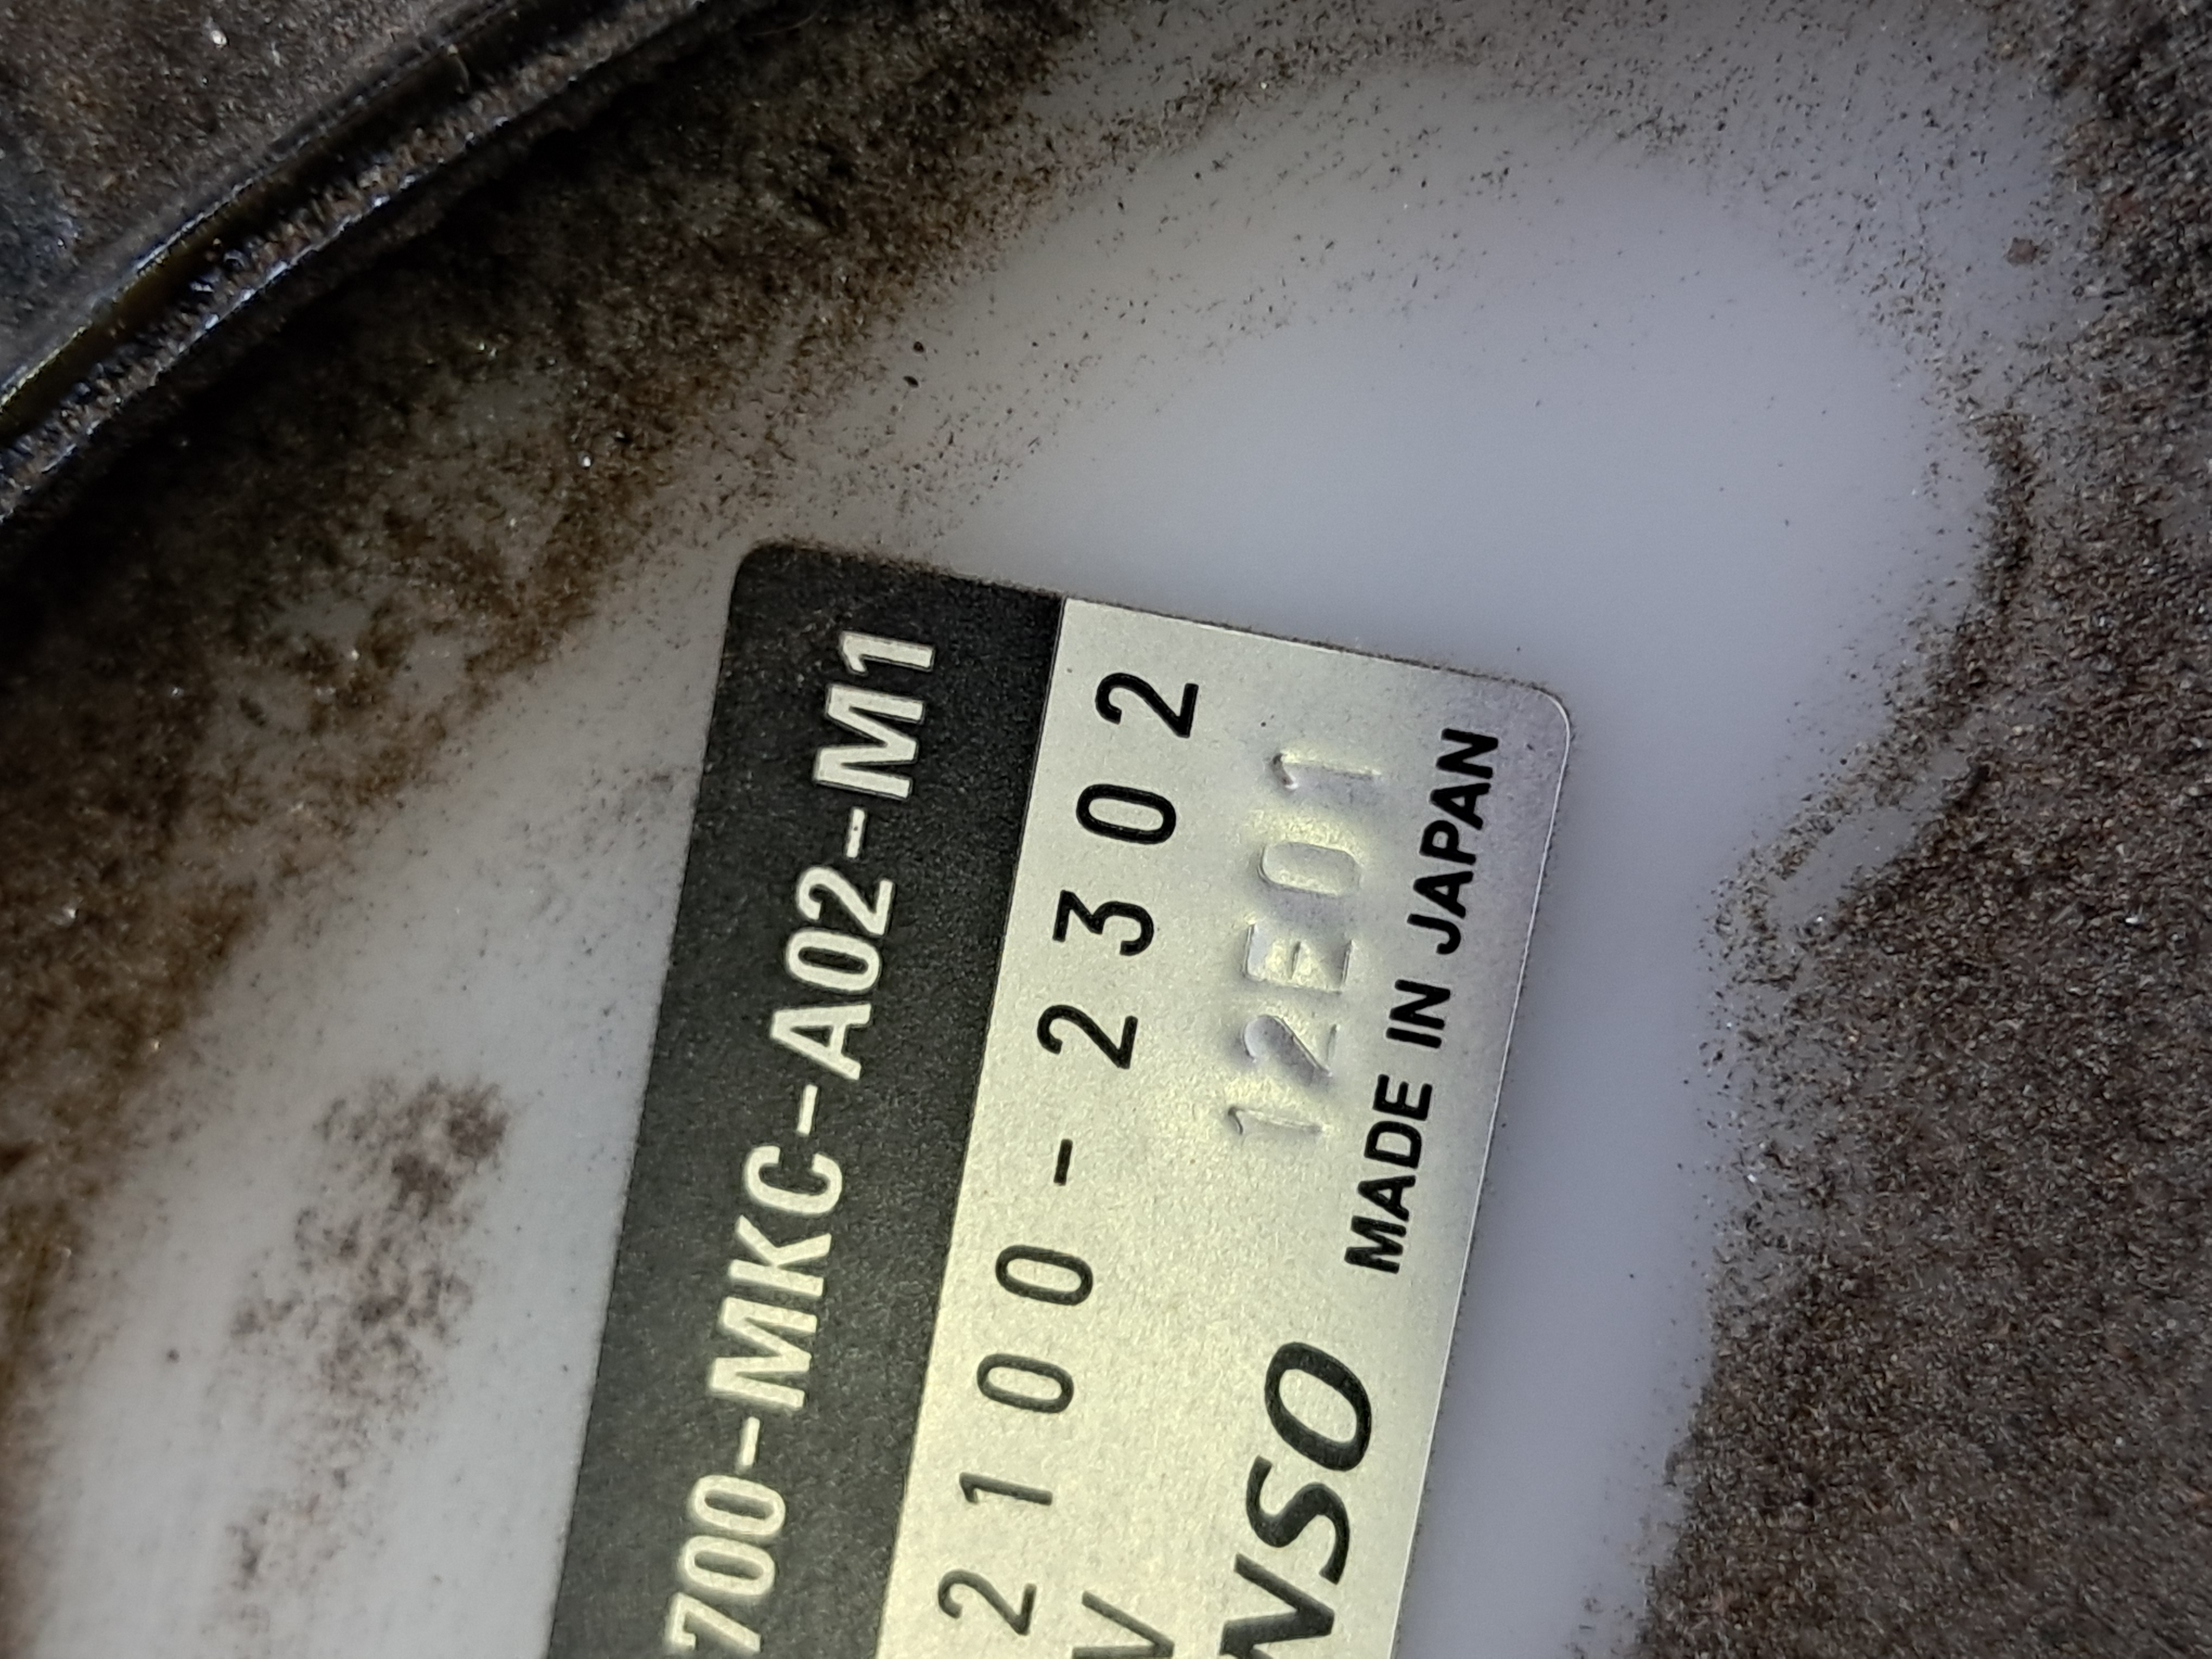 700-MKC-A02-M1
2100-2302
V 12E01
NSO MADE IN JAPAN